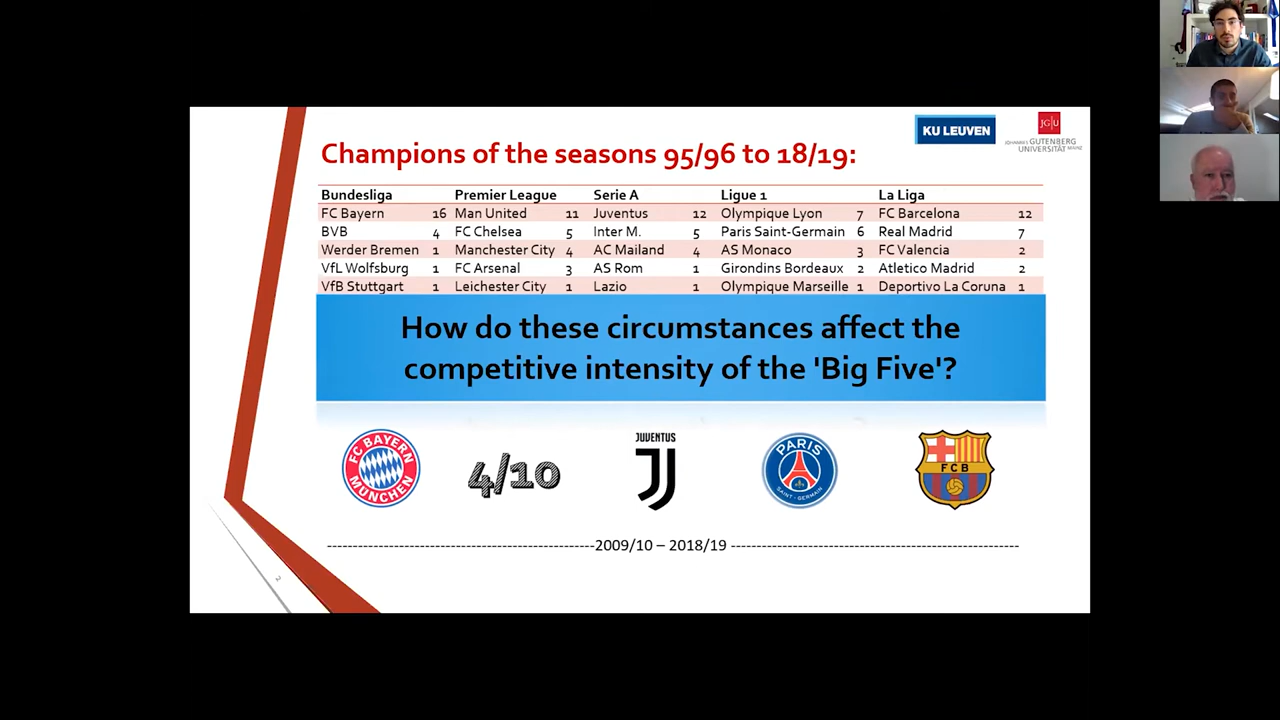 KU LEUVEN
JG|U
JOHANNES GUTENBERG
UNIVERSITÄT MAINZ
Champions of the seasons 95/96 to 18/19:
Bundesliga Premier League Serie A Ligue 1 La Liga
FC Bayern 16 Man United 11 Juventus 12 Olympique Lyon 7 FC Barcelona 12
BVB 4 FC Chelsea 5 Inter M. 5 Paris Saint-Germain 6 Real Madrid 7
Werder Bremen 1 Manchester City 4 AC Mailand 4 AS Monaco 3 FC Valencia 2
VfL Wolfsburg 1 FC Arsenal 3 AS Rom 1 Girondins Bordeaux 2 Atletico Madrid 2
VfB Stuttgart 1 Leichester City 1 Lazio 1 Olympique Marseille 1 Deportivo La Coruna 1
How do these circumstances affect the
competitive intensity of the 'Big Five'?
FC BAYERN
MÜNCHEN
4/10
JUVENTUS
PARIS
SAINT-GERMAIN
FCB
2009/10 – 2018/19
2